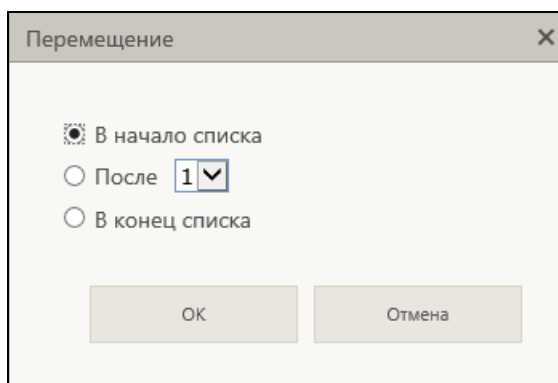 Перемещение
В начало списка
После 1
В конец списка
ОК Отмена